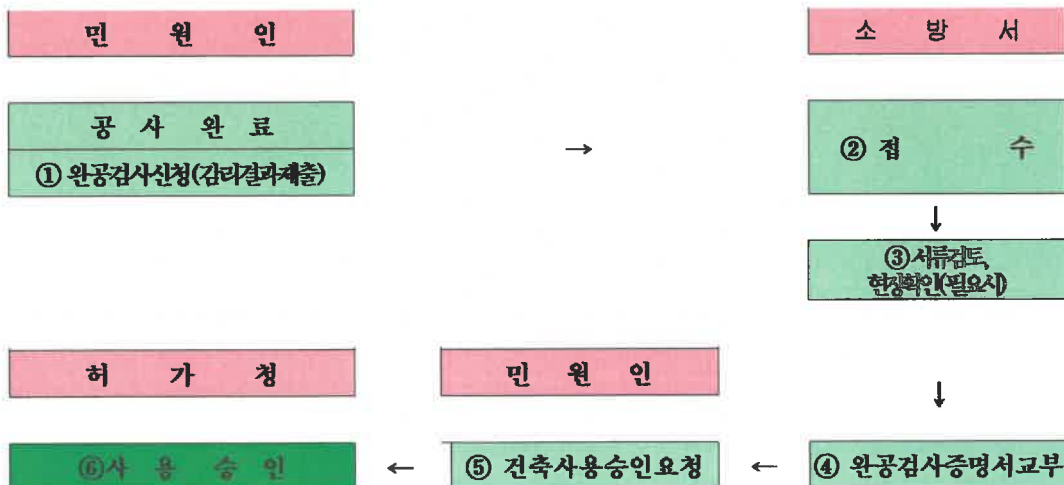 민 원 인
소 방 서
공 사 완 료
① 완공검사신청(감리결과제출)
→
② 접 수
↓
③서류검토,
현장확인(필요시)
허 가 청
민 원 인
↓
⑥사 용 승 인
←
⑤ 건축사용승인요청
←
④ 완공검사증명서교부